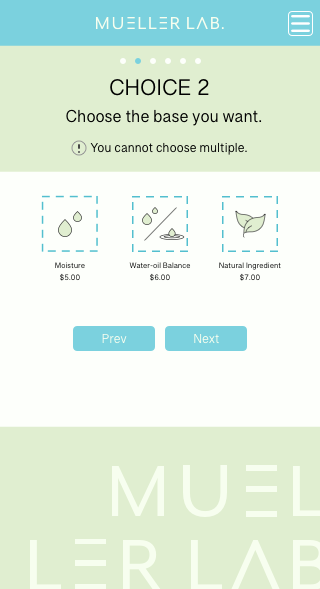 MUELLER LAB.
CHOICE 2
Choose the base you want.
You cannot choose multiple.
Moisture
$5.00
Water-oil Balance
$6.00
Natural Ingredient
$7.00
Prev
Next
MUEL
LER LAB